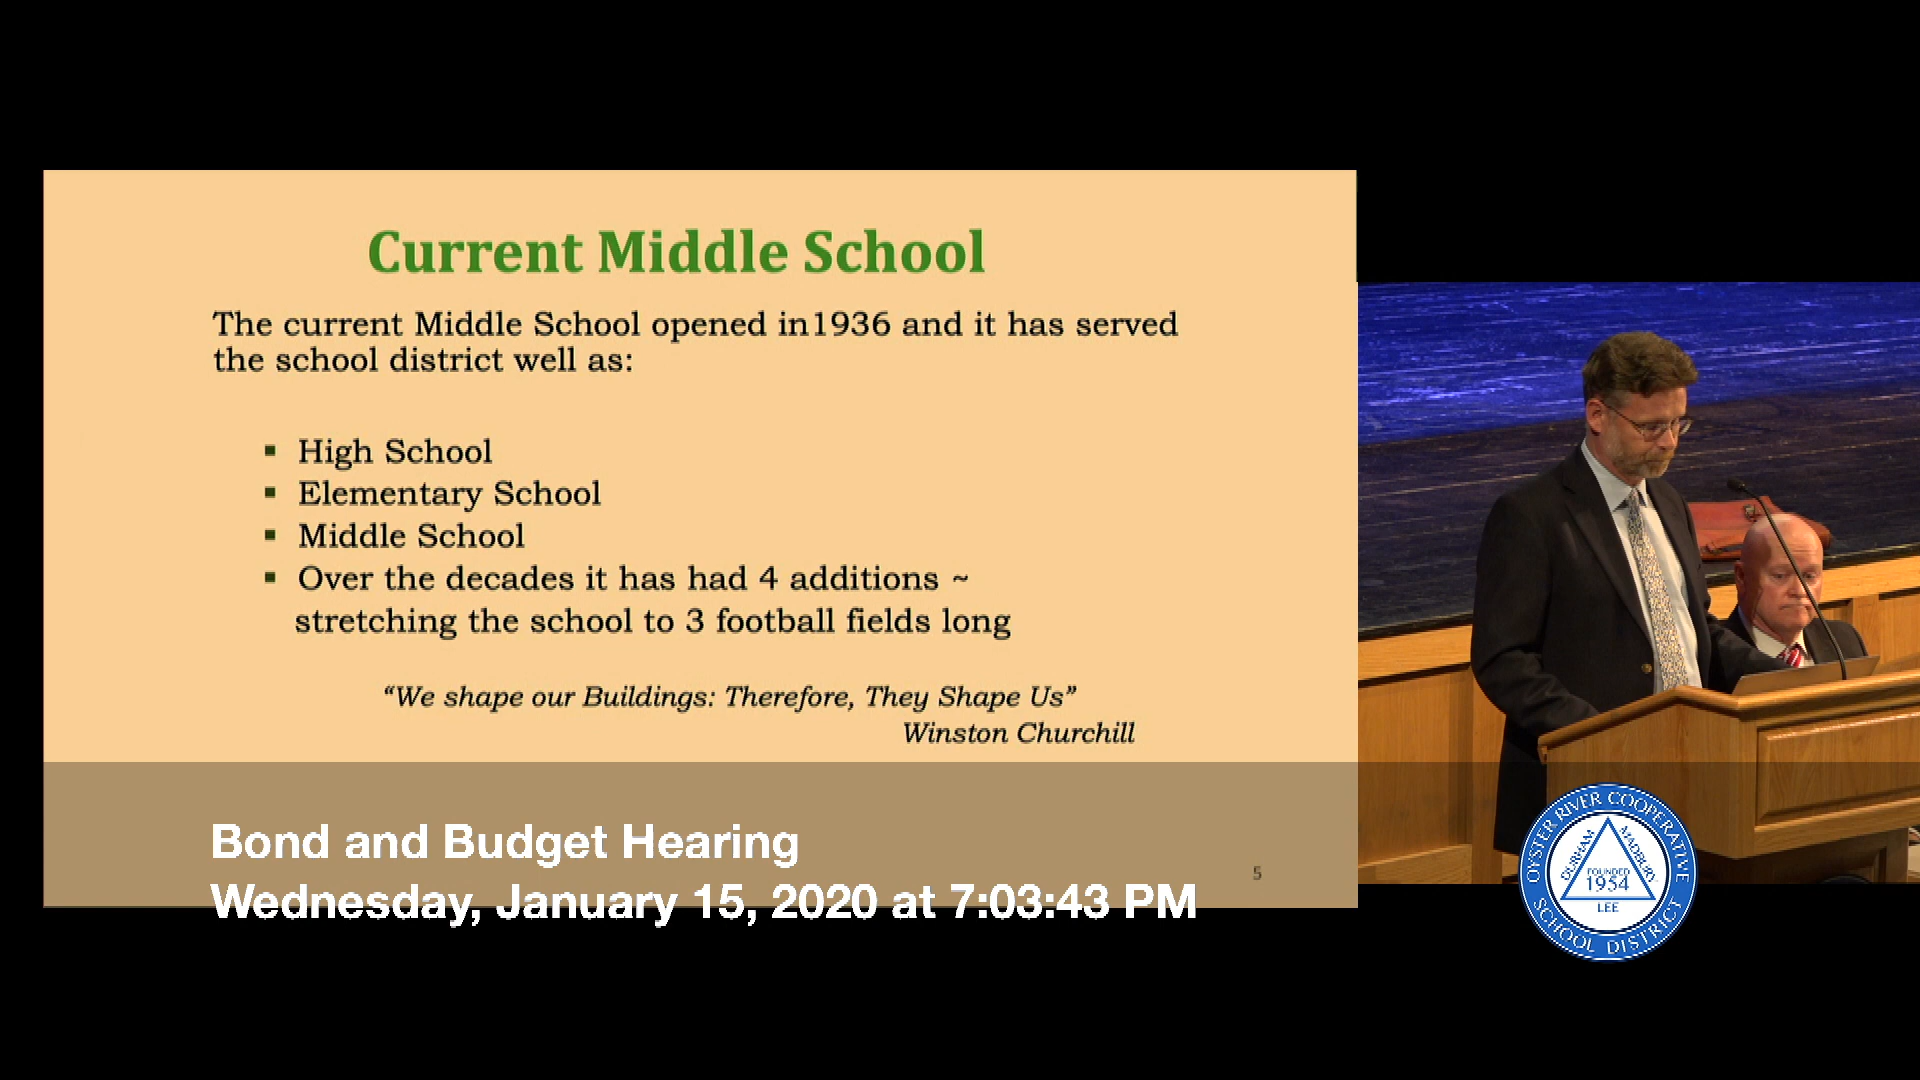 Current Middle School
The current Middle School opened in1936 and it has served
the school district well as:
▪ High School
▪ Elementary School
▪ Middle School
▪ Over the decades it has had 4 additions ~
stretching the school to 3 football fields long
“We shape our Buildings: Therefore, They Shape Us”
Winston Churchill
5
Bond and Budget Hearing
Wednesday, January 15, 2020 at 7:03:43 PM
OYSTER RIVER COOPERATIVE
SCHOOL DISTRICT
DURHAM
MADBURY
FOUNDED
1954
LEE